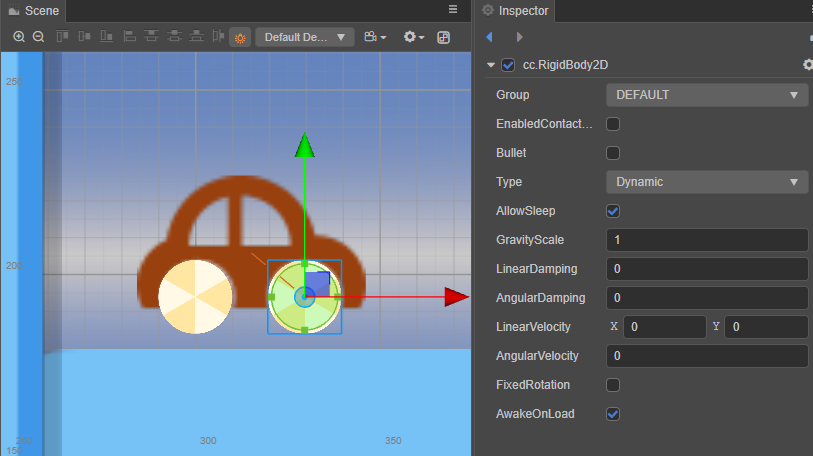 Scene
Default De...
250
200
300
350
150
Inspector
cc.RigidBody2D
Group
DEFAULT
EnabledContact...
Bullet
Type
Dynamic
AllowSleep
GravityScale
1
LinearDamping
0
AngularDamping
0
LinearVelocity
X 0
Y 0
AngularVelocity
0
FixedRotation
AwakeOnLoad